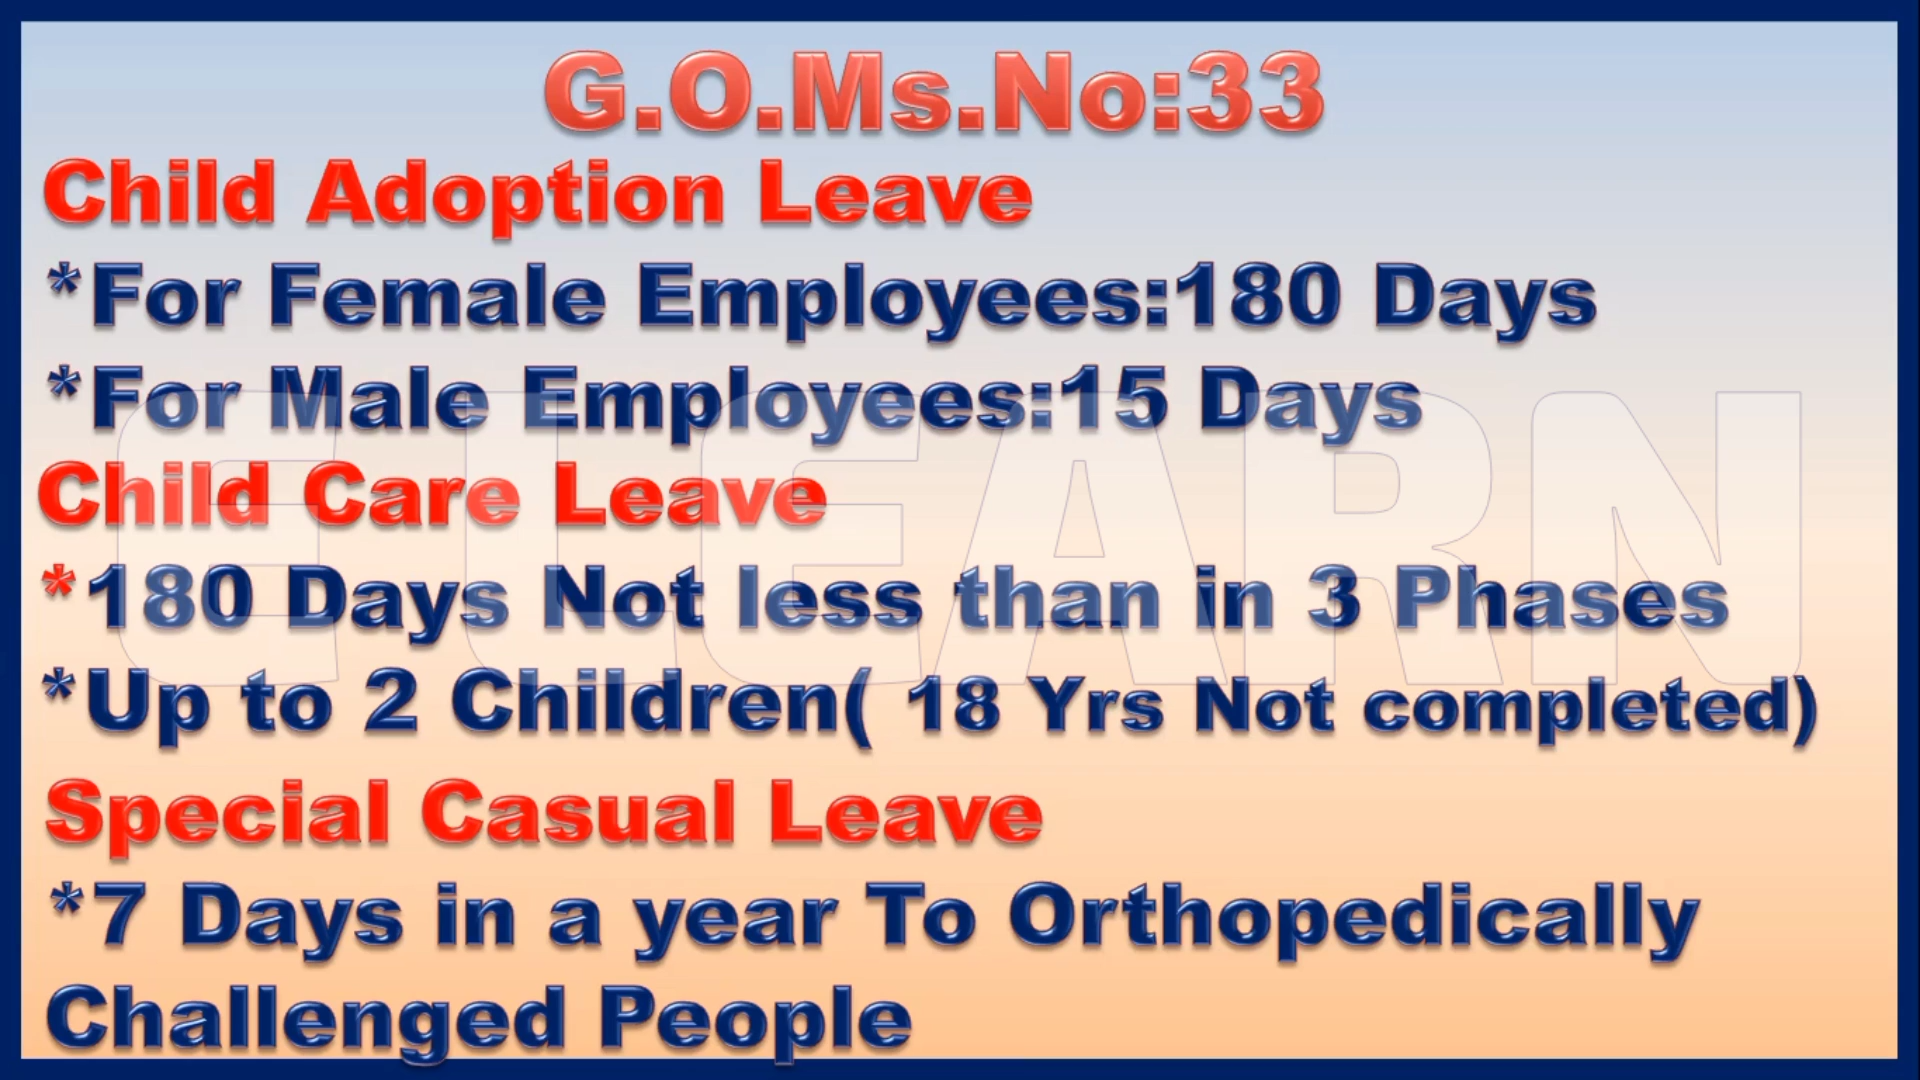 G.O.Ms.No:33
Child Adoption Leave
*For Female Employees:180 Days
*For Male Employees:15 Days
Child Care Leave
*180 Days Not less than in 3 Phases
*Up to 2 Children( 18 Yrs Not completed)
Special Casual Leave
*7 Days in a year To Orthopedically
Challenged People
E LEARN